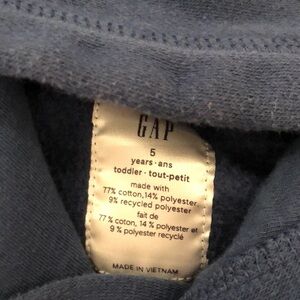 GAP
5
years · ans
toddler · tout-petit
made with
77% cotton, 14% polyester,
9% recycled polyester
fait de
77 % coton, 14 % polyester et
9 % polyester recyclé
MADE IN VIETNAM